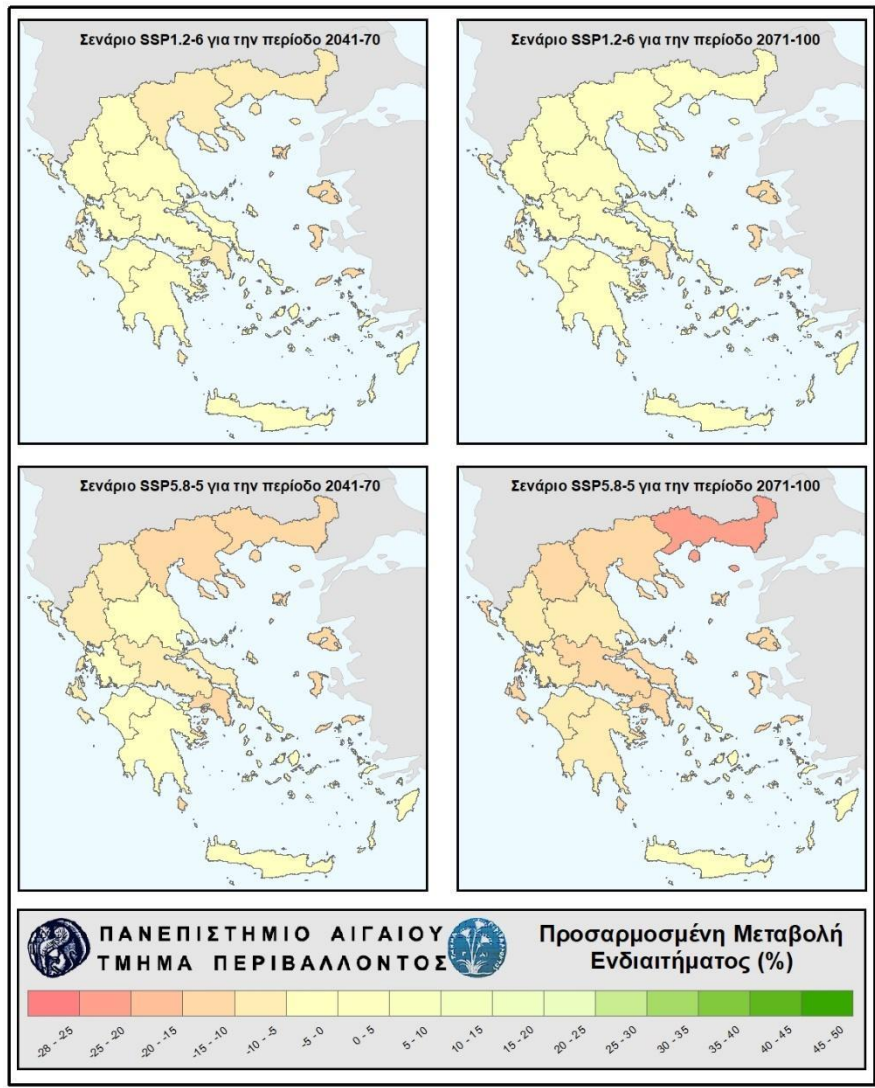 Σενάριο SSP1.2-6 για την περίοδο 2041-70
Σενάριο SSP1.2-6 για την περίοδο 2071-100
Σενάριο SSP5.8-5 για την περίοδο 2041-70
Σενάριο SSP5.8-5 για την περίοδο 2071-100
ΠΑΝΕΠΙΣΤΗΜΙΟ ΑΙΓΑΙΟΥ
ΤΜΗΜΑ ΠΕΡΙΒΑΛΛΟΝΤΟΣ
Προσαρμοσμένη Μεταβολή
Ενδιαιτήματος (%)
-28 - -25
-25 - -20
-20 - -15
-15 - -10
-10 - -5
-5 - 0
0 - 5
5 - 10
10 - 15
15 - 20
20 - 25
25 - 30
30 - 35
35 - 40
40 - 45
45 - 50